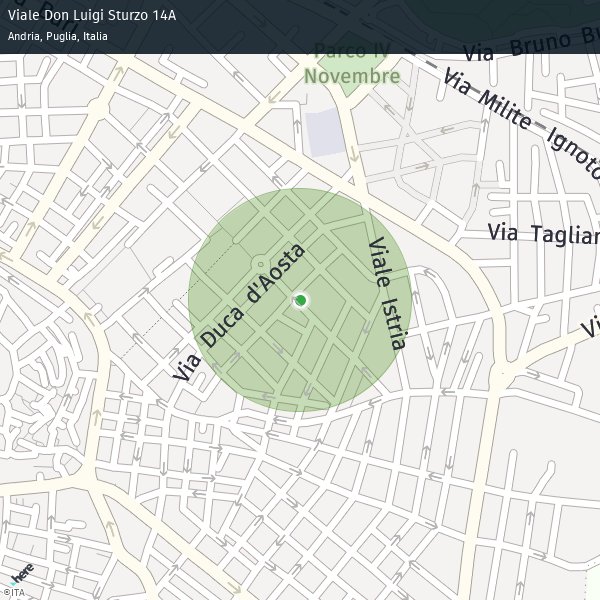 Viale Don Luigi Sturzo 14A
Andria, Puglia, Italia
Parco IV
Novembre
Via Bruno Bu
Via Milite Ignoto
Via Taglian
Via Duca d'Aosta
Viale Istria
Vi
here
©ITA